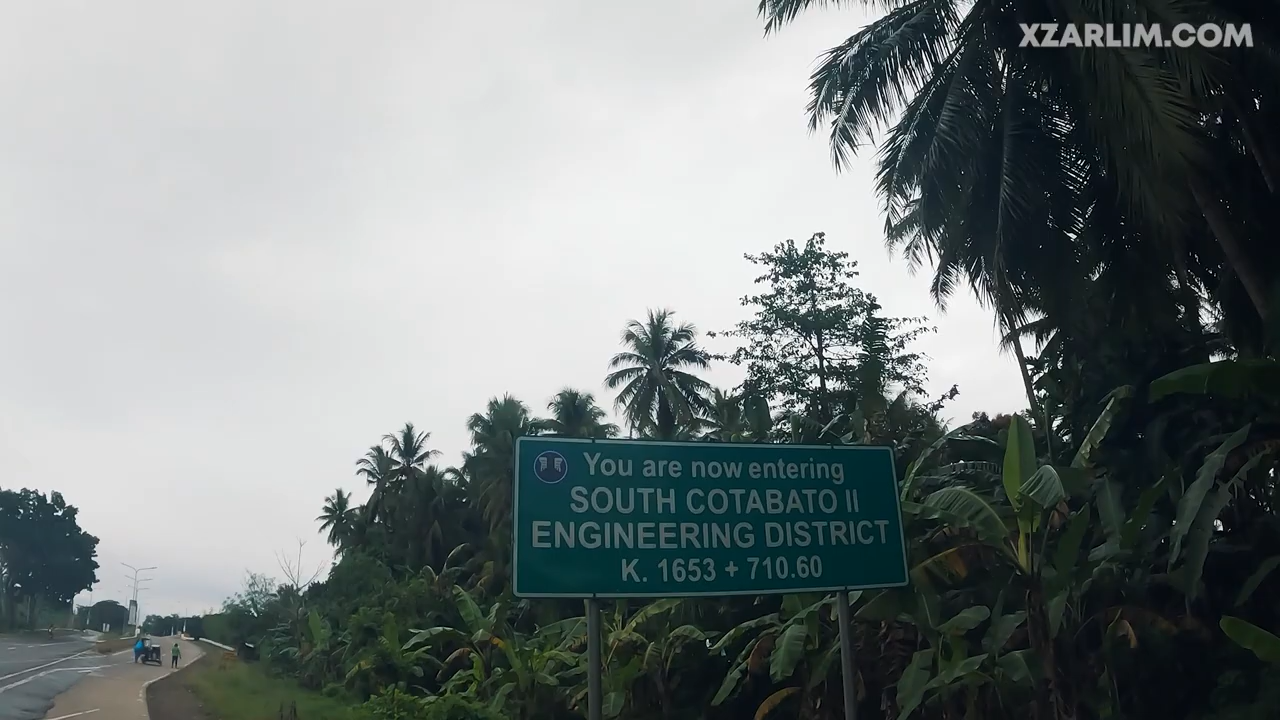 XZARLIM.COM
You are now entering
SOUTH COTABATO II
ENGINEERING DISTRICT
K. 1653 + 710.60